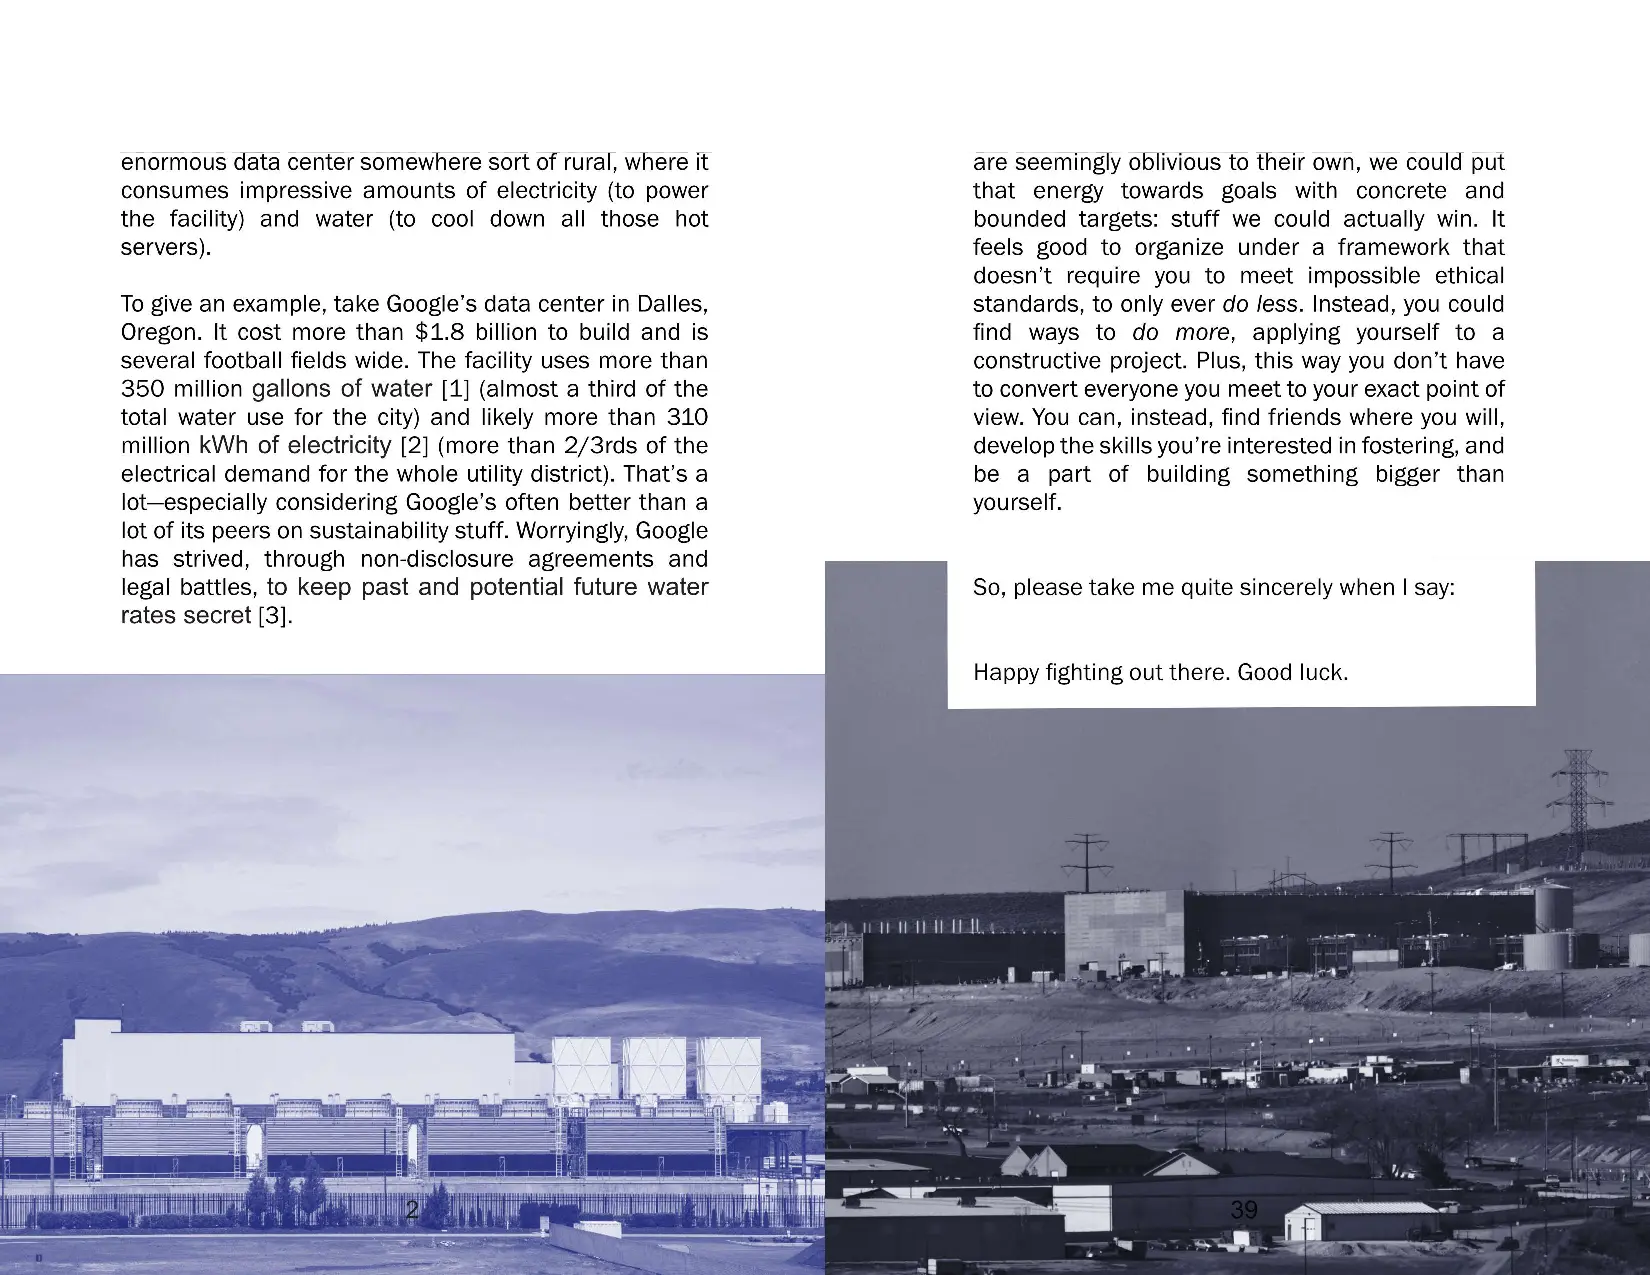 enormous data center somewhere sort of rural, where it
consumes impressive amounts of electricity (to power
the facility) and water (to cool down all those hot
servers).
To give an example, take Google’s data center in Dalles,
Oregon. It cost more than $1.8 billion to build and is
several football fields wide. The facility uses more than
350 million gallons of water [1] (almost a third of the
total water use for the city) and likely more than 310
million kWh of electricity [2] (more than 2/3rds of the
electrical demand for the whole utility district). That’s a
lot—especially considering Google’s often better than a
lot of its peers on sustainability stuff. Worryingly, Google
has strived, through non-disclosure agreements and
legal battles, to keep past and potential future water
rates secret [3].
2
are seemingly oblivious to their own, we could put
that energy towards goals with concrete and
bounded targets: stuff we could actually win. It
feels good to organize under a framework that
doesn’t require you to meet impossible ethical
standards, to only ever do less. Instead, you could
find ways to do more, applying yourself to a
constructive project. Plus, this way you don’t have
to convert everyone you meet to your exact point of
view. You can, instead, find friends where you will,
develop the skills you’re interested in fostering, and
be a part of building something bigger than
yourself.
So, please take me quite sincerely when I say:
Happy fighting out there. Good luck.
39